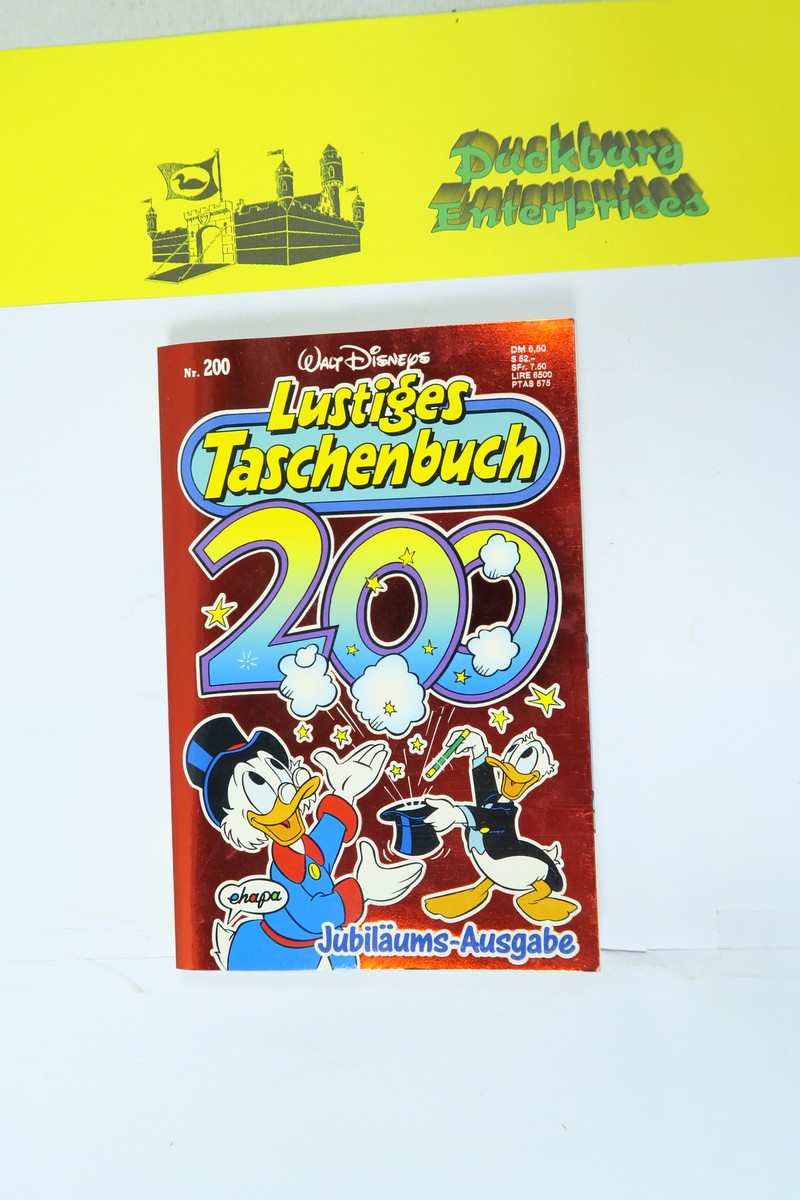 Duckburg
Enterprises
Nr. 200
WALT DISNEYS
DM 6,50
S 52,-
SFr. 7.50
LIRE 6500
PTAS 575
Lustiges
Taschenbuch
200
ehapa
Jubiläums-Ausgabe